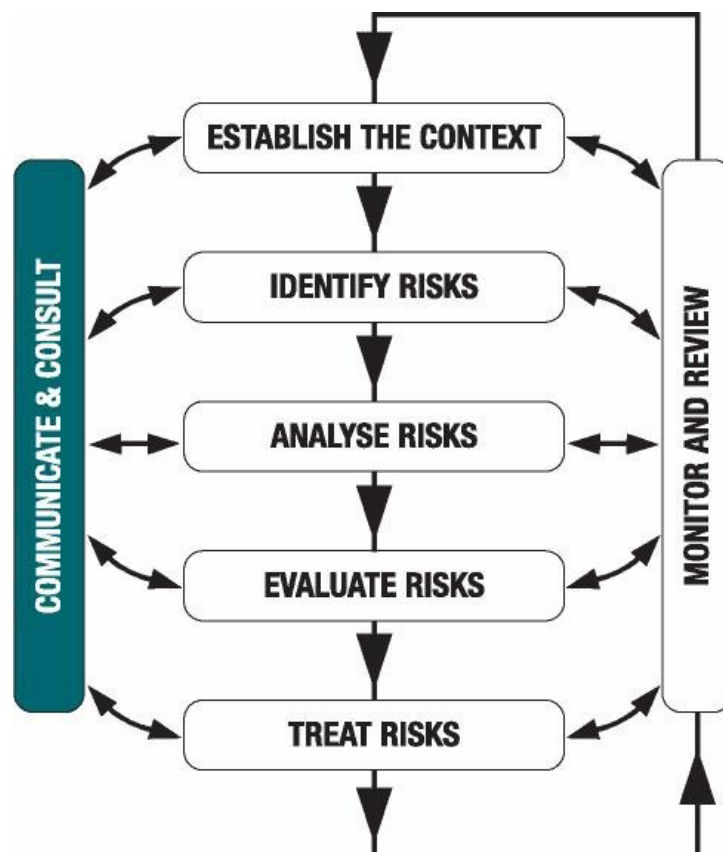 ESTABLISH THE CONTEXT
IDENTIFY RISKS
ANALYSE RISKS
EVALUATE RISKS
TREAT RISKS
COMMUNICATE & CONSULT
MONITOR AND REVIEW